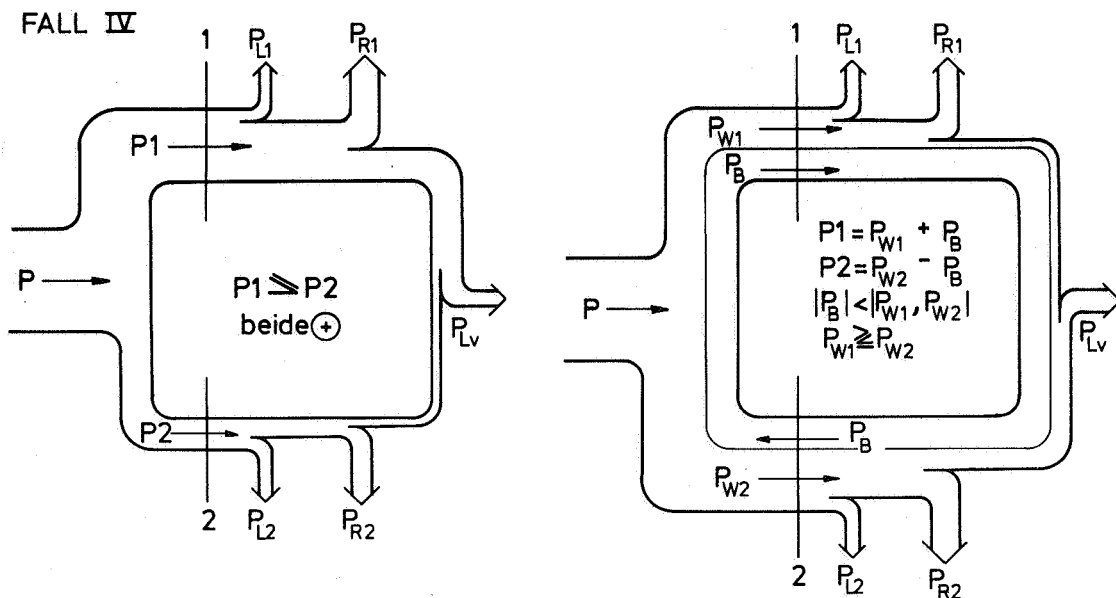 FALL IV
1
P_L1
P_R1
P1
P
P1 ≧ P2
beide ⊕
P_Lv
P2
2
P_L2
P_R2
1
P_L1
P_R1
P_W1
P_B
P1 = P_W1 + P_B
P2 = P_W2 - P_B
|P_B| < |P_W1, P_W2|
P_W1 ≧ P_W2
P
P_Lv
P_B
P_W2
2
P_L2
P_R2